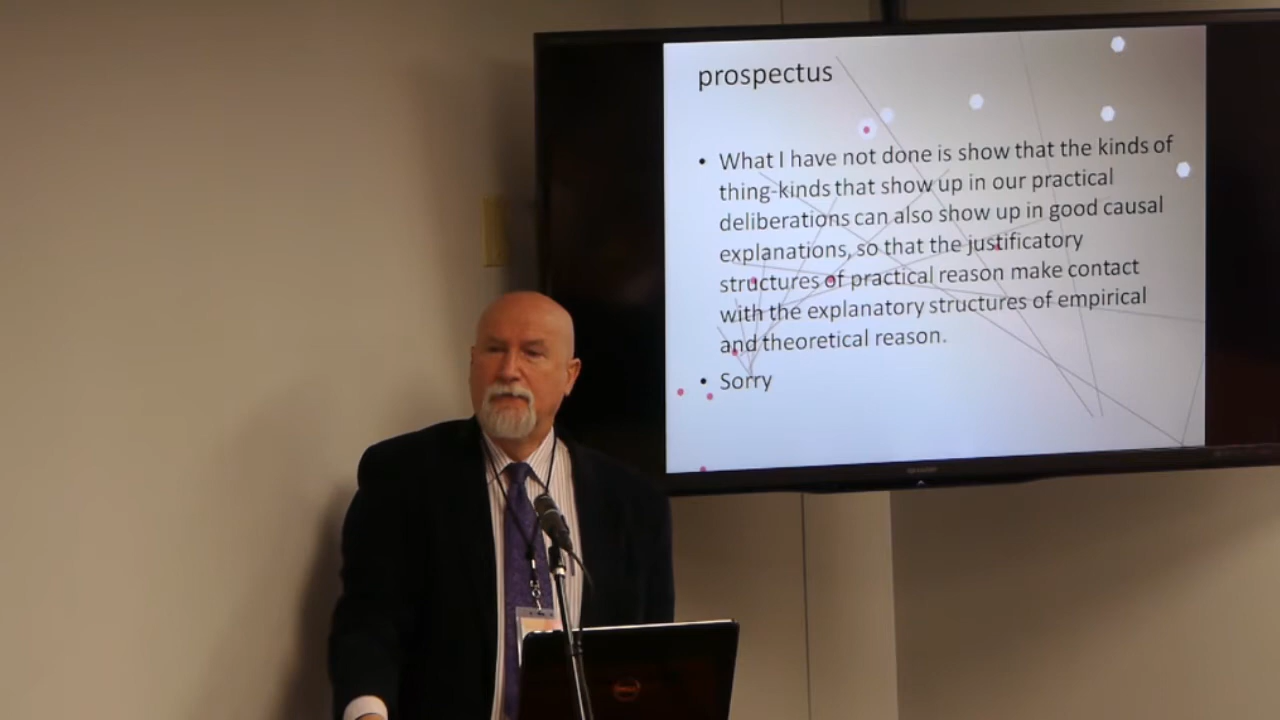 prospectus
• What I have not done is show that the kinds of
thing-kinds that show up in our practical
deliberations can also show up in good causal
explanations, so that the justificatory
structures of practical reason make contact
with the explanatory structures of empirical
and theoretical reason.
• Sorry
SHARP
DELL